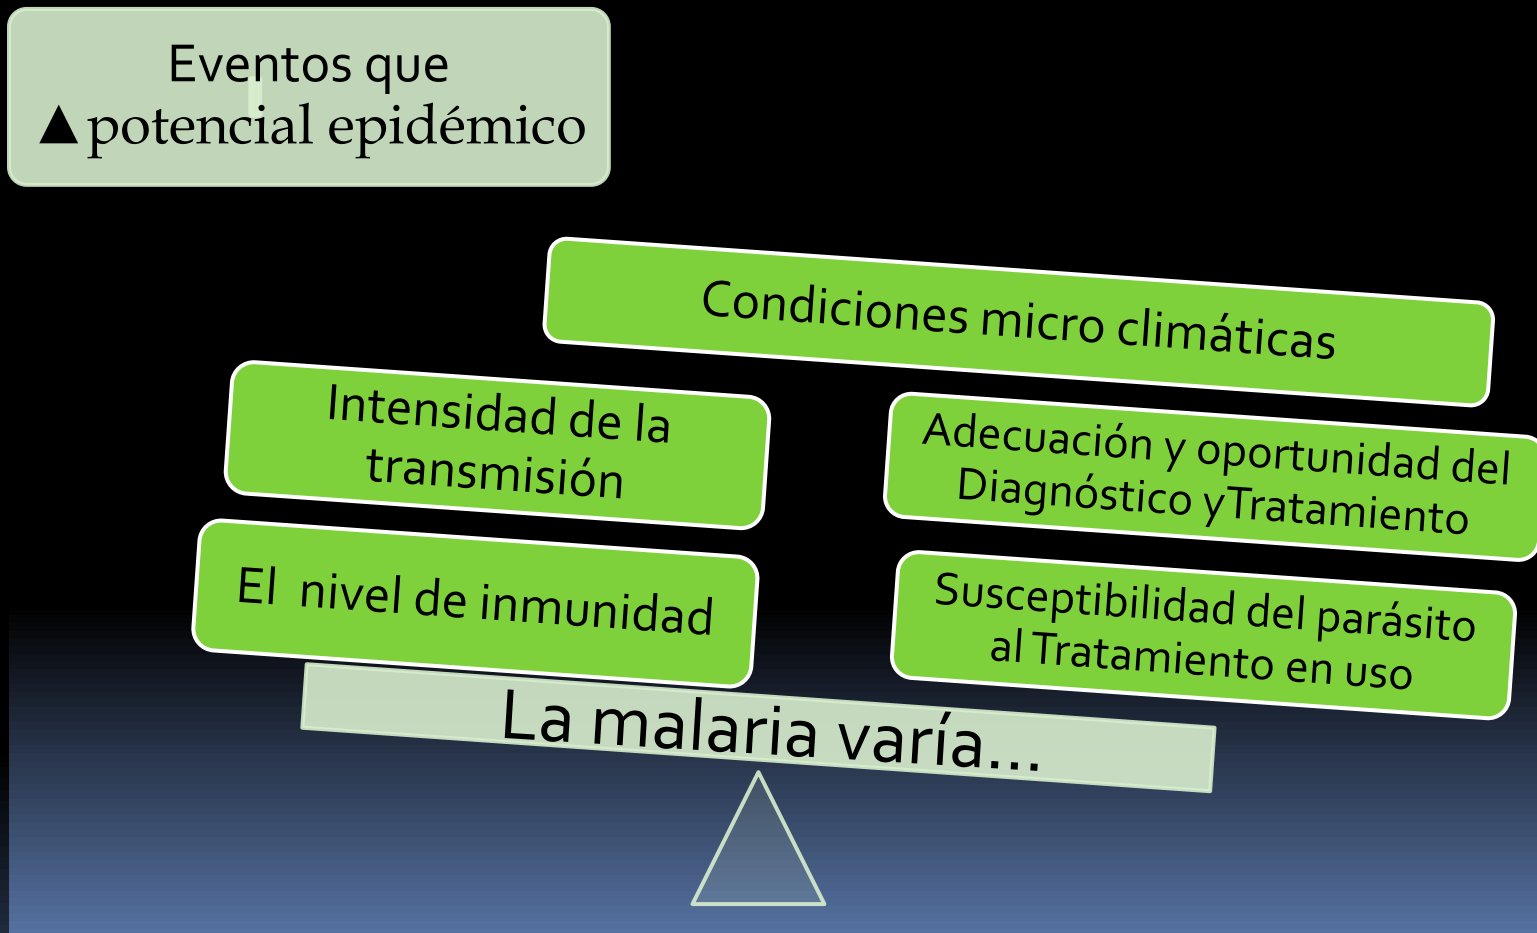 Eventos que
▲potencial epidémico
Condiciones micro climáticas
Intensidad de la
transmisión
Adecuación y oportunidad del
Diagnóstico yTratamiento
El nivel de inmunidad
Susceptibilidad del parásito
al Tratamiento en uso
La malaria varía...